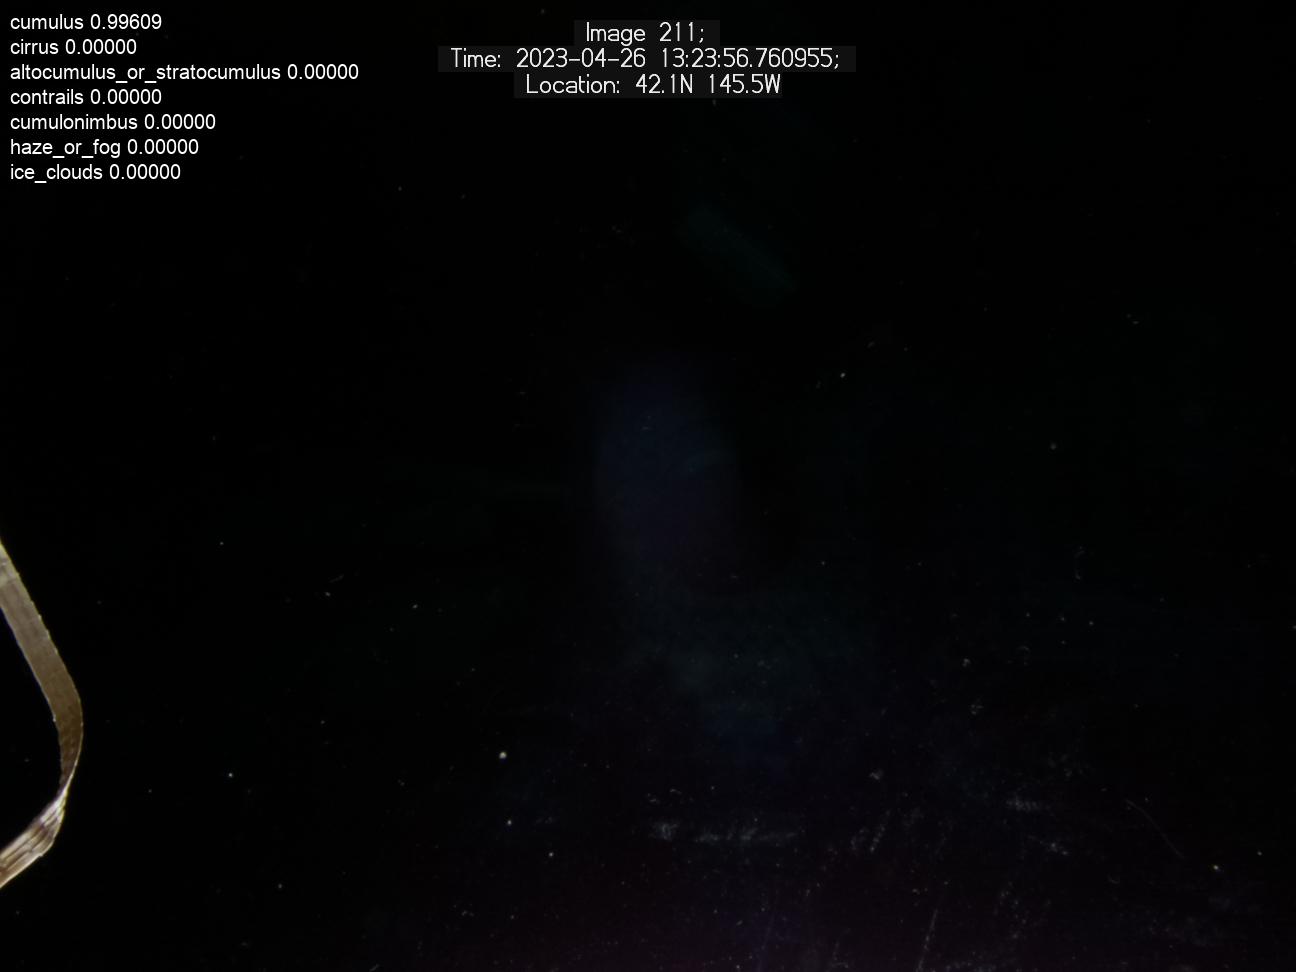 cumulus 0.99609
cirrus 0.00000
altocumulus_or_stratocumulus 0.00000
contrails 0.00000
cumulonimbus 0.00000
haze_or_fog 0.00000
ice_clouds 0.00000
Image 211;
Time: 2023-04-26 13:23:56.760955;
Location: 42.1N 145.5W